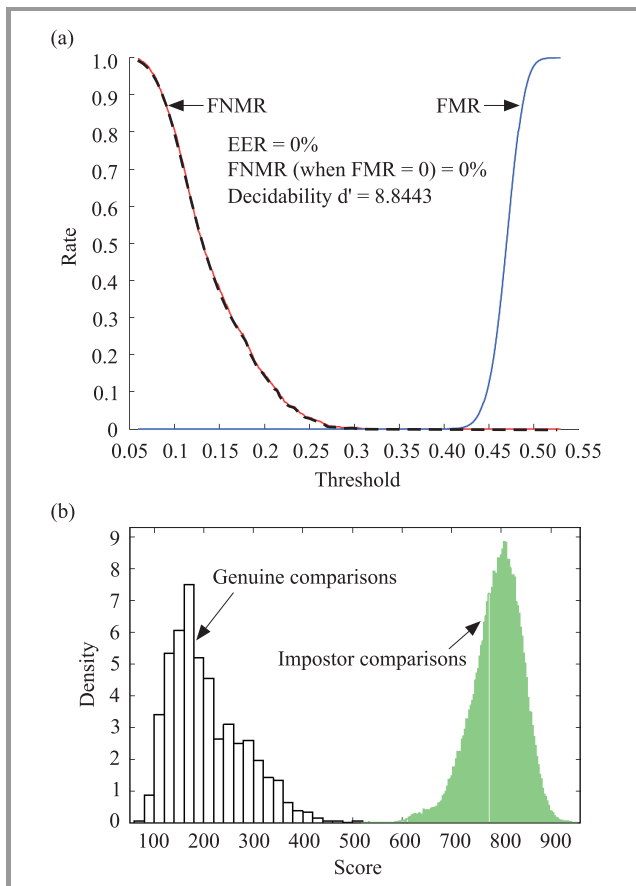 (a)
1.0
0.9
0.8
0.7
0.6
0.5
0.4
0.3
0.2
0.1
0
Rate
FNMR
FMR
EER = 0%
FNMR (when FMR = 0) = 0%
Decidability d' = 8.8443
0.05 0.1 0.15 0.2 0.25 0.3 0.35 0.4 0.45 0.50 0.55
Threshold
(b)
9
8
7
6
5
4
3
2
1
0
Density
Genuine comparisons
Impostor comparisons
100 200 300 400 500 600 700 800 900
Score